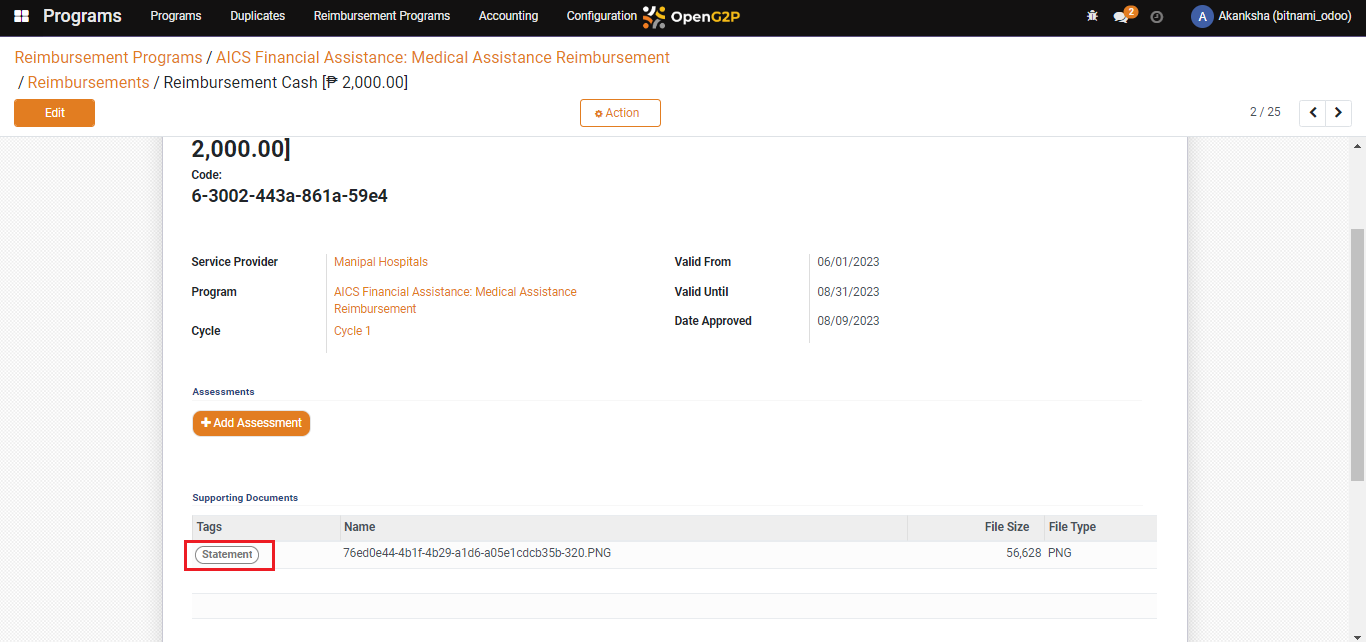 Programs Programs Duplicates Reimbursement Programs Accounting Configuration OpenG2P 2 A Akanksha (bitnami_odoo)
Reimbursement Programs / AICS Financial Assistance: Medical Assistance Reimbursement
/ Reimbursements / Reimbursement Cash [₱ 2,000.00]
Edit Action 2 / 25
2,000.00]
Code:
6-3002-443a-861a-59e4
Service Provider Manipal Hospitals Valid From 06/01/2023
Program AICS Financial Assistance: Medical Assistance Valid Until 08/31/2023
Reimbursement
Cycle Cycle 1 Date Approved 08/09/2023
Assessments
Add Assessment
Supporting Documents
Tags Name File Size File Type
Statement 76ed0e44-4b1f-4b29-a1d6-a05e1cdcb35b-320.PNG 56,628 PNG